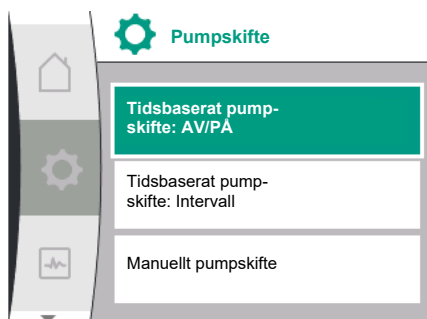 Pumpskifte
Tidsbaserat pump-
skifte: AV/PÅ
Tidsbaserat pump-
skifte: Intervall
Manuellt pumpskifte